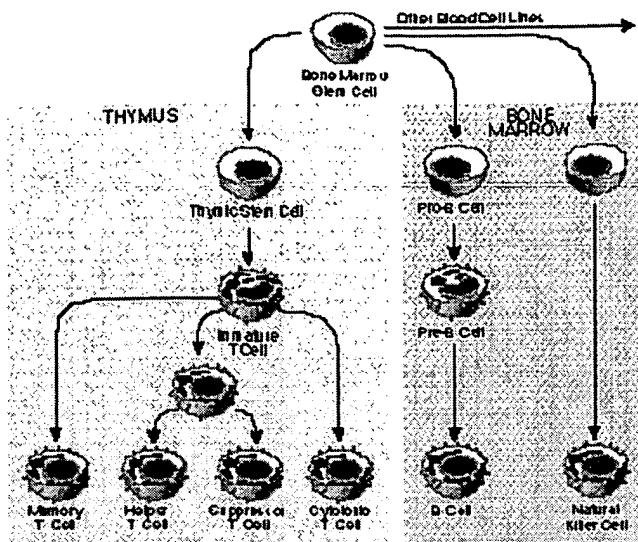 Other Blood Cell Lines
Bone Marrow
Stem Cell
THYMUS
BONE
MARROW
Thymic Stem Cell
Pro-B Cell
Immature
T Cell
Pre-B Cell
Memory
T Cell
Helper
T Cell
Suppressor
T Cell
Cytotoxic
T Cell
B Cell
Natural
Killer Cell